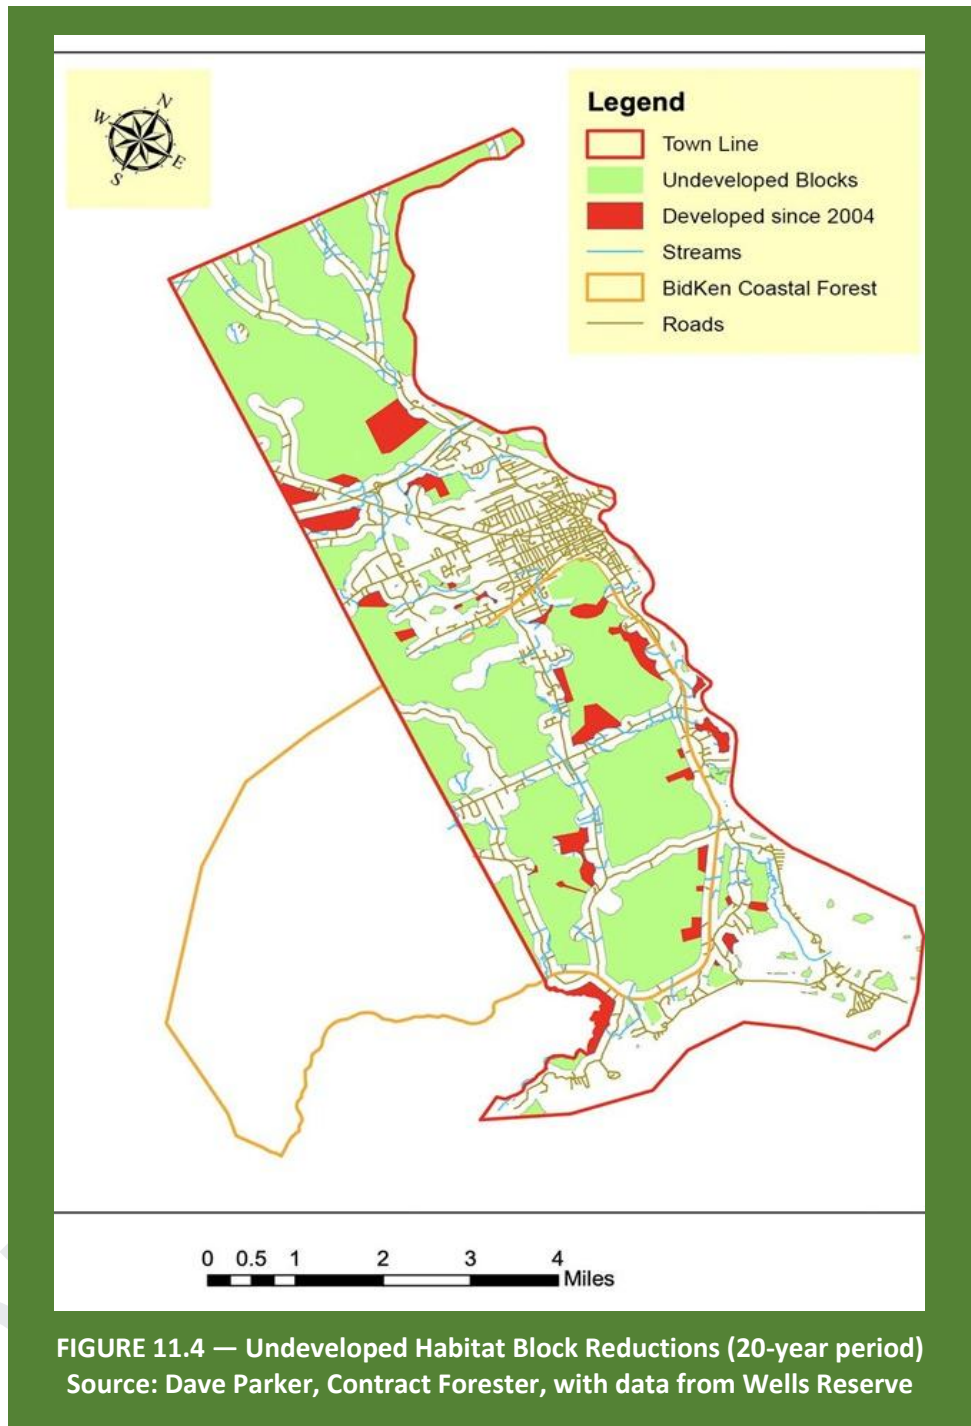 N
W
E
S
Legend
Town Line
Undeveloped Blocks
Developed since 2004
Streams
BidKen Coastal Forest
Roads
0 0.5 1 2 3 4
Miles
FIGURE 11.4 — Undeveloped Habitat Block Reductions (20-year period)
Source: Dave Parker, Contract Forester, with data from Wells Reserve